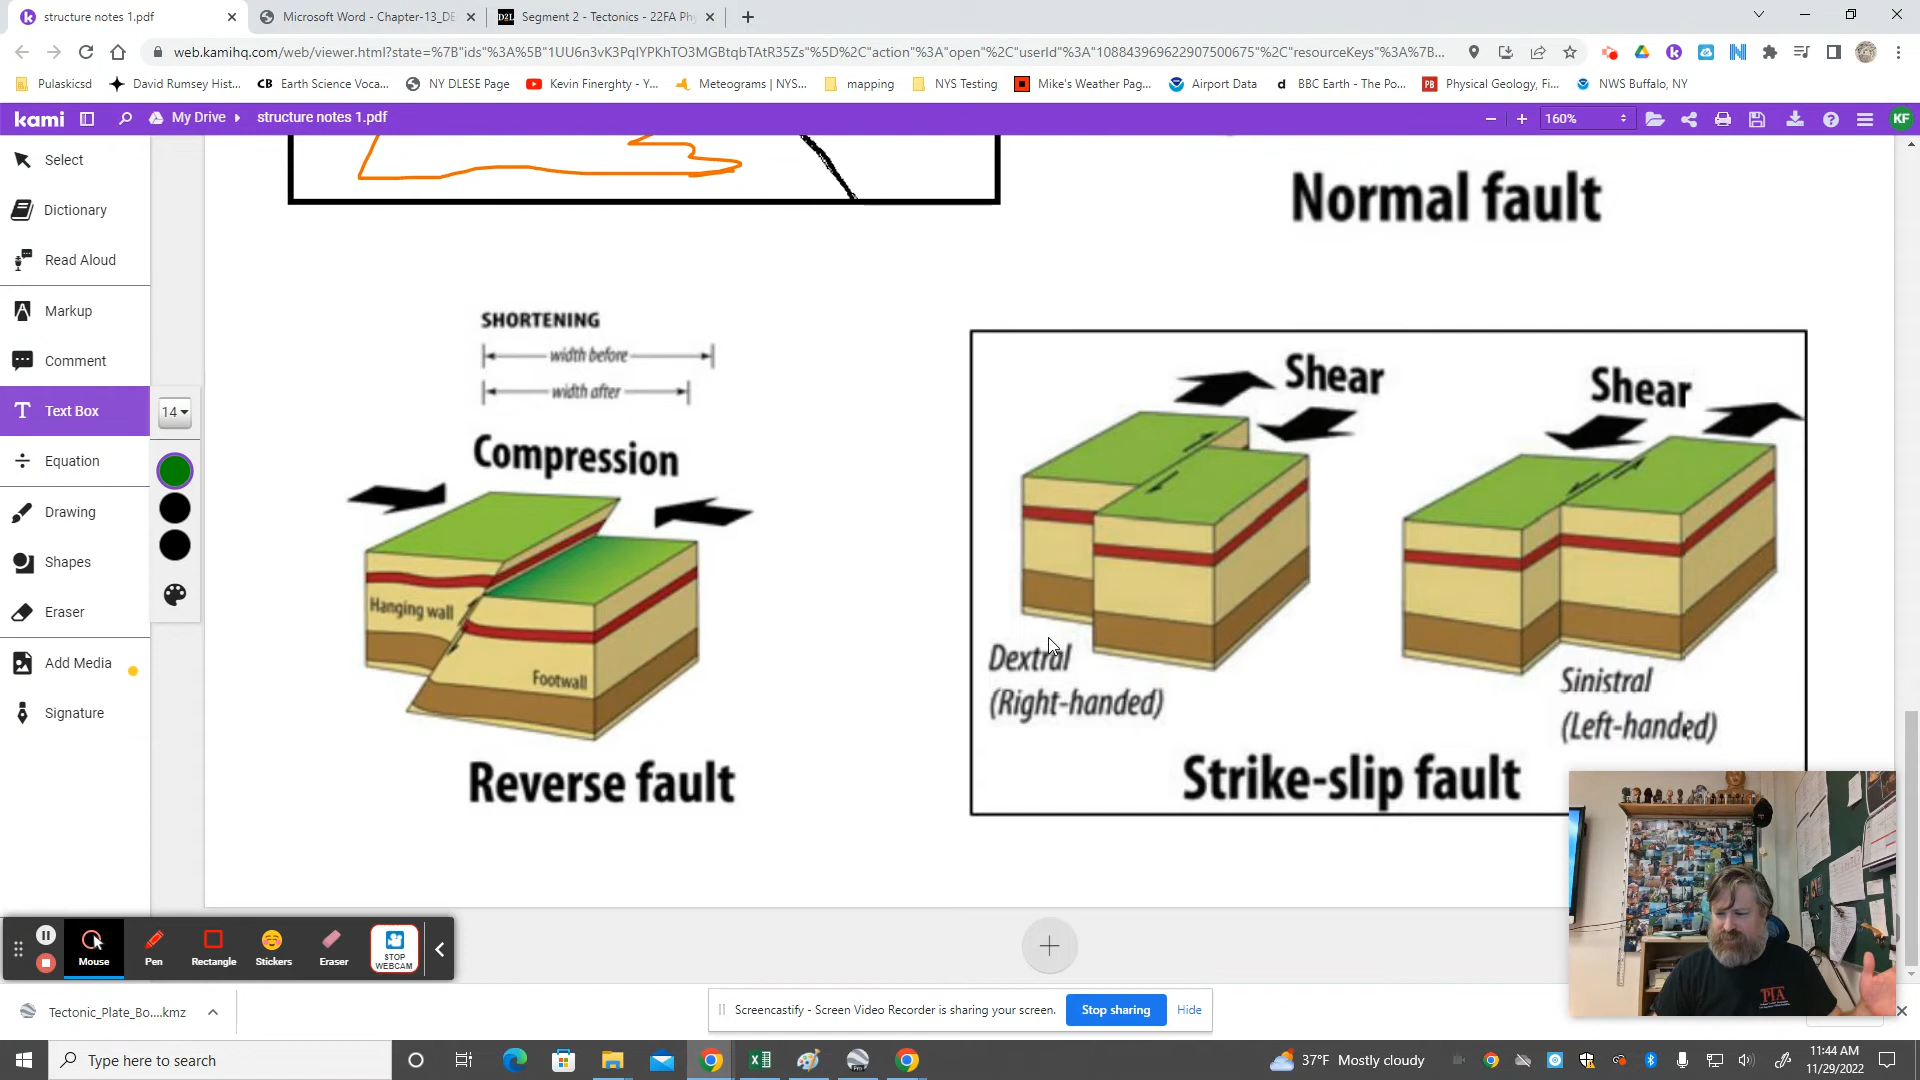 structure notes 1.pdf
Microsoft Word - Chapter-13_DE
D2L Segment 2 - Tectonics - 22FA Ph
web.kamihq.com/web/viewer.html?state=%7B"ids"%3A%5B"1UU6n3vK3PqlYPKhTO3MGBtqbTAtR35Zs"%5D%2C"action"%3A"open"%2C"userId"%3A"108843969622907500675"%2C"resourceKeys"%3A%7B...
Pulaskicsd
David Rumsey Hist...
CB Earth Science Voca...
NY DLESE Page
Kevin Finerghty - Y...
Meteograms | NYS...
mapping
NYS Testing
Mike's Weather Pag...
Airport Data
d BBC Earth - The Po...
PB Physical Geology, Fi...
NWS Buffalo, NY
kami
My Drive
structure notes 1.pdf
160%
KF
Select
Dictionary
Read Aloud
Markup
Comment
Text Box
14
Equation
Drawing
Shapes
Eraser
Add Media
Signature
Normal fault
SHORTENING
width before
width after
Compression
Hanging wall
Footwall
Reverse fault
Shear
Shear
Dextral
(Right-handed)
Sinistral
(Left-handed)
Strike-slip fault
Mouse
Pen
Rectangle
Stickers
Eraser
STOP
WEBCAM
Tectonic_Plate_Bo....kmz
Screencastify - Screen Video Recorder is sharing your screen.
Stop sharing
Hide
Type here to search
37°F Mostly cloudy
11:44 AM
11/29/2022